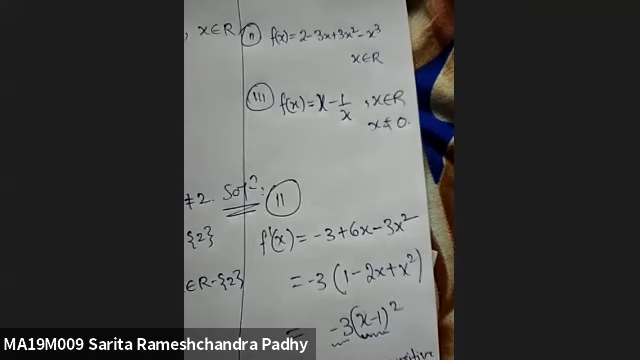 , x∈R
(ii) f(x) = 2-3x+3x²-x³
x∈R
(iii) f(x) = x - 1/x , x∈R
x ≠ 0.
≠2. Sol?:
(ii)
{2}
f'(x) = -3+6x-3x²
∈R-{2}
= -3 (1-2x+x²)
= -3(x-1)²
MA19M009 Sarita Rameshchandra Padhy